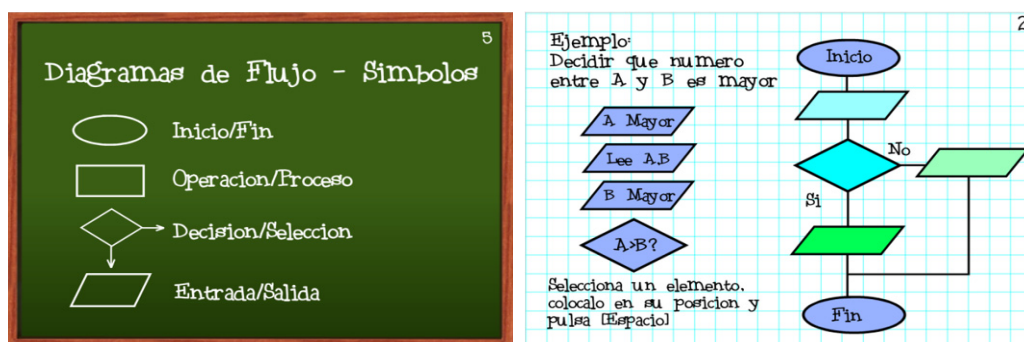 5
Diagramas de Flujo - Simbolos
Inicio/Fin
Operacion/Proceso
Decision/Seleccion
Entrada/Salida
2
Ejemplo:
Decidir que numero
entre A y B es mayor
A Mayor
Lee A,B
B Mayor
A>B?
Selecciona un elemento,
colocalo en su posicion y
pulsa [Espacio]
Inicio
No
Si
Fin